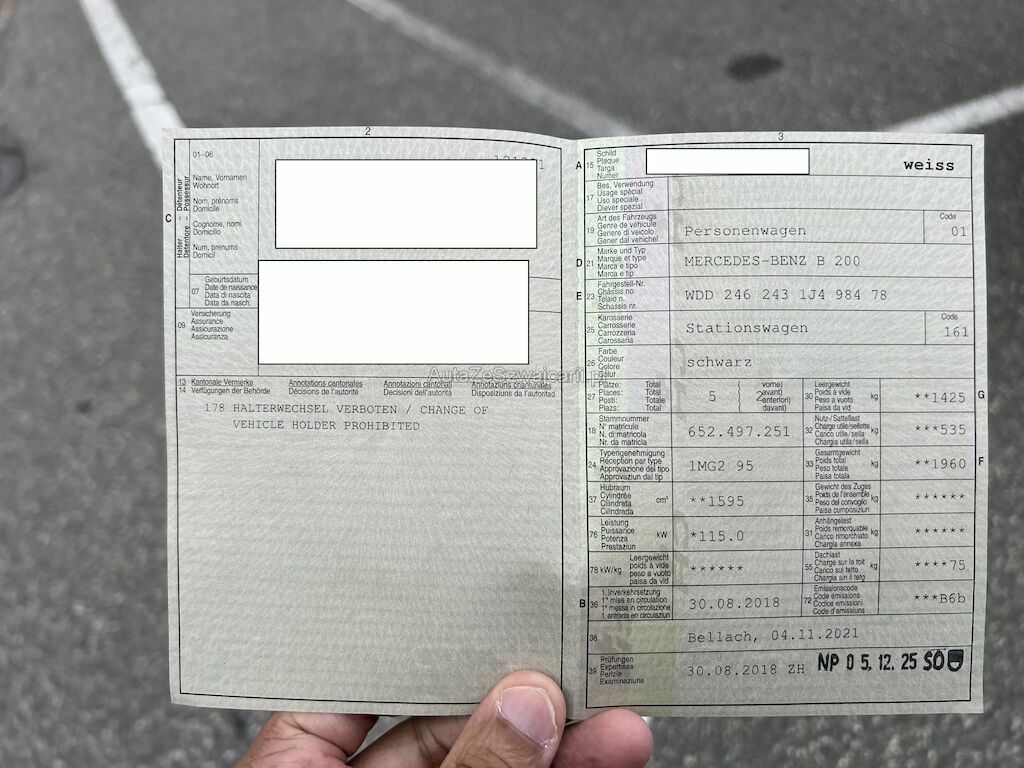 2
C
Halter – Détenteur
Detentore – Possessur
01–06
Name, Vornamen
Wohnort
Nom, prénoms
Domicile
Cognome, nomi
Domicilio
Num, prenums
Domicil
07
Geburtsdatum
Date de naissance
Data di nascita
Data da nasch.
09
Versicherung
Assurance
Assicurazione
Assicuranza
13 Kantonale Vermerke Annotations cantonales Annotazioni cantonali Annotaziuns chantunalas
14 Verfügungen der Behörde Décisions de l'autorité Decisioni dell'autorità Disposiziuns da l'autoritad
178 HALTERWECHSEL VERBOTEN / CHANGE OF
VEHICLE HOLDER PROHIBITED
3
A 15
Schild
Plaque
Targa
Numer
weiss
17
Bes. Verwendung
Usage spécial
Uso speciale
Diever spezial
19
Art des Fahrzeugs
Genre de véhicule
Genere di veicolo
Gener dal vehichel
Personenwagen
Code
01
D 21
Marke und Typ
Marque et type
Marca e tipo
Marca e tip
MERCEDES-BENZ B 200
E 23
Fahrgestell-Nr.
Châssis no
Telaio n.
Schassis nr.
WDD 246 243 1J4 984 78
25
Karosserie
Carrosserie
Carrozzeria
Carossaria
Stationswagen
Code
161
26
Farbe
Couleur
Colore
Colur
schwarz
27
Plätze: Total
Places: Total
Posti: Totale
Plazs: Total
5
vorne)
avant)
anteriori)
davant)
2
30
Leergewicht
Poids à vide
Peso a vuoto
Paisa da vid
kg
**1425
G
18
Stammnummer
N° matricule
N. di matricola
Nr. da matricla
652.497.251
32
Nutz-/Sattellast
Charge utile/sellette
Carico utile/sella
Chargia utila/sella
kg
***535
24
Typengenehmigung
Réception par type
Approvazione del tipo
Approvaziun dal tip
1MG2 95
33
Gesamtgewicht
Poids total
Peso totale
Paisa totala
kg
**1960
F
37
Hubraum
Cylindrée
Cilindrata
Cilindrada
cm³
**1595
35
Gewicht des Zuges
Poids de l'ensemble
Peso del convoglio
Paisa cumposiziun
kg
******
76
Leistung
Puissance
Potenza
Prestaziun
kW
*115.0
31
Anhängelast
Poids remorquable
Carico rimorchiato
Chargia annexa
kg
******
78 kW/kg
Leergewicht
poids à vide
peso a vuoto
paisa da vid
******
55
Dachlast
Charge sur le toit
Carico sul tetto
Chargia sin il tetg
kg
****75
B 36
1. Inverkehrsetzung
1re mise en circulation
1a messa in circolazione
1. entrada en circulaziun
30.08.2018
72
Emissionscode
Code émissions
Codice emissioni
Code d'emissiuns
***B6b
38
Bellach, 04.11.2021
39
Prüfungen
Expertises
Perizie
Examinaziuns
30.08.2018 ZH
NP 0 5. 12. 25 SO
AutaZeSzwajcarii.pl